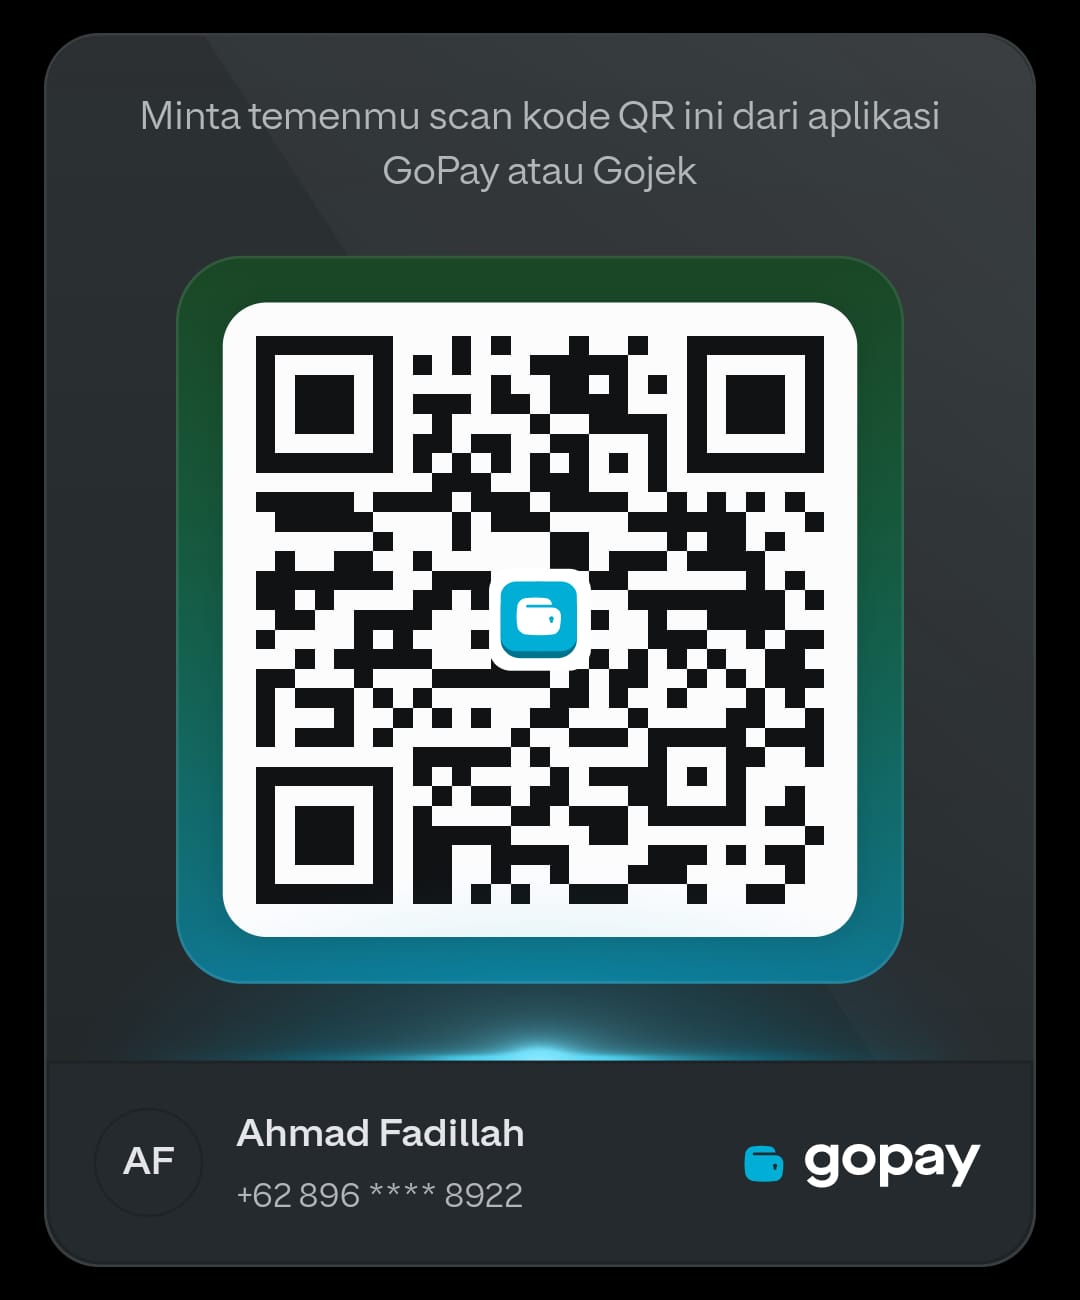 Minta temenmu scan kode QR ini dari aplikasi
GoPay atau Gojek
AF
Ahmad Fadillah
+62 896 **** 8922
gopay